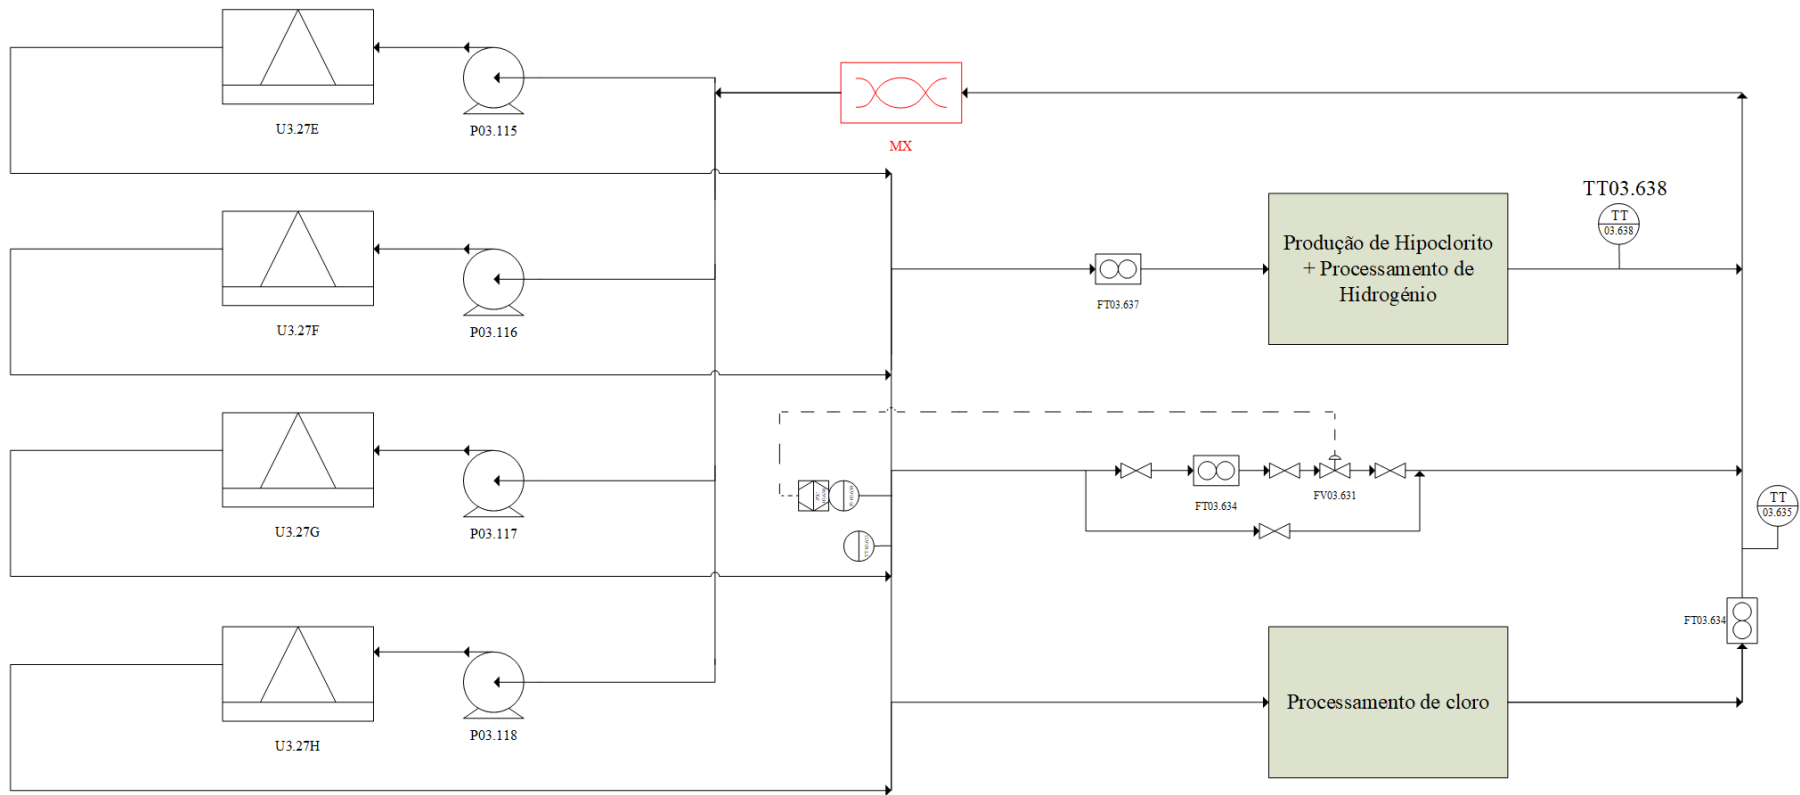 U3.27E
P03.115
MX
TT03.638
TT
03.638
Produção de Hipoclorito
+ Processamento de
Hidrogénio
FT03.637
U3.27F
P03.116
FT03.634
FV03.631
TT
03.635
U3.27G
P03.117
FT03.634
Processamento de cloro
U3.27H
P03.118